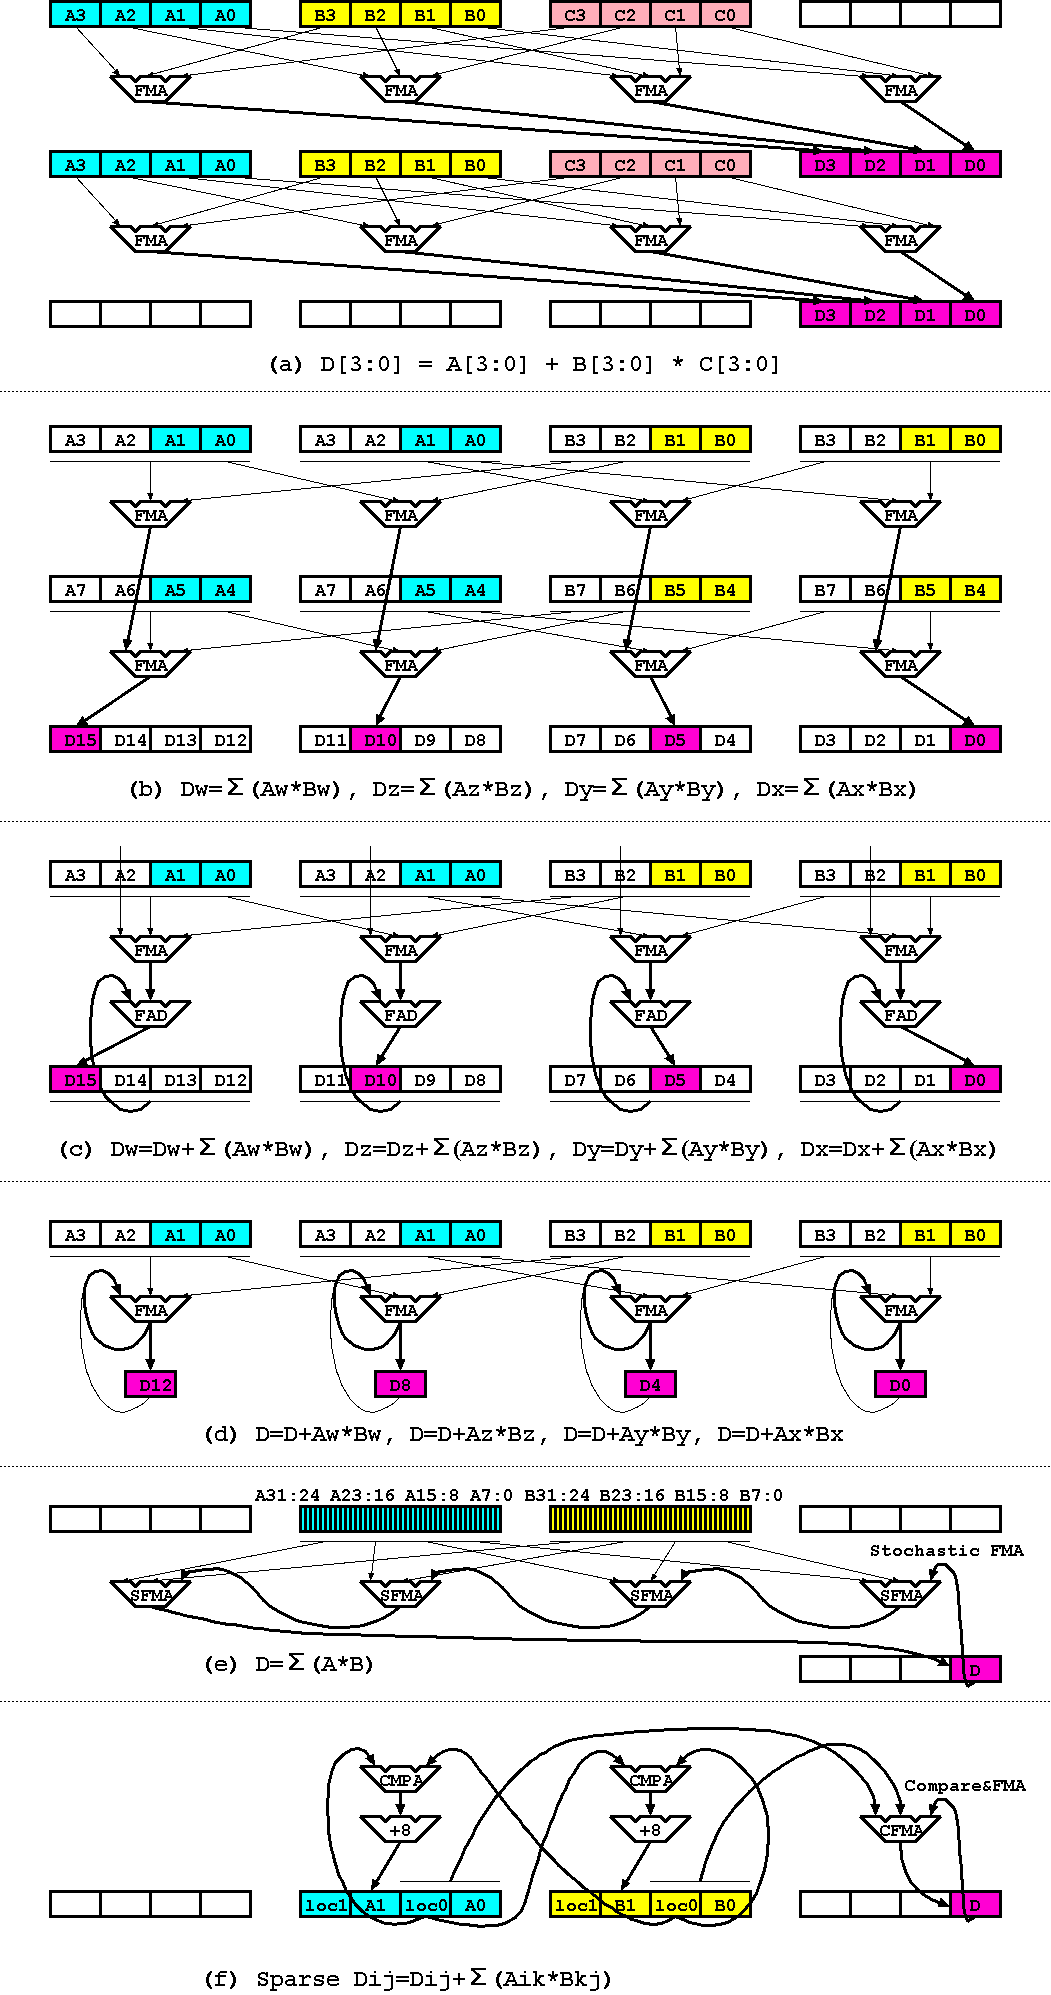 A3 A2 A1 A0 B3 B2 B1 B0 C3 C2 C1 C0
FMA FMA FMA FMA
A3 A2 A1 A0 B3 B2 B1 B0 C3 C2 C1 C0 D3 D2 D1 D0
FMA FMA FMA FMA
D3 D2 D1 D0
(a) D[3:0] = A[3:0] + B[3:0] * C[3:0]
A3 A2 A1 A0 A3 A2 A1 A0 B3 B2 B1 B0 B3 B2 B1 B0
FMA FMA FMA FMA
A7 A6 A5 A4 A7 A6 A5 A4 B7 B6 B5 B4 B7 B6 B5 B4
FMA FMA FMA FMA
D15 D14 D13 D12 D11 D10 D9 D8 D7 D6 D5 D4 D3 D2 D1 D0
(b) Dw=Σ(Aw*Bw), Dz=Σ(Az*Bz), Dy=Σ(Ay*By), Dx=Σ(Ax*Bx)
A3 A2 A1 A0 A3 A2 A1 A0 B3 B2 B1 B0 B3 B2 B1 B0
FMA FMA FMA FMA
FAD FAD FAD FAD
D15 D14 D13 D12 D11 D10 D9 D8 D7 D6 D5 D4 D3 D2 D1 D0
(c) Dw=Dw+Σ(Aw*Bw), Dz=Dz+Σ(Az*Bz), Dy=Dy+Σ(Ay*By), Dx=Dx+Σ(Ax*Bx)
A3 A2 A1 A0 A3 A2 A1 A0 B3 B2 B1 B0 B3 B2 B1 B0
FMA FMA FMA FMA
D12 D8 D4 D0
(d) D=D+Aw*Bw, D=D+Az*Bz, D=D+Ay*By, D=D+Ax*Bx
A31:24 A23:16 A15:8 A7:0 B31:24 B23:16 B15:8 B7:0
Stochastic FMA
SFMA SFMA SFMA SFMA
(e) D=Σ(A*B)
D
CMPA CMPA
Compare&FMA
+8 +8 CFMA
loc1 A1 loc0 A0 loc1 B1 loc0 B0 D
(f) Sparse Dij=Dij+Σ(Aik*Bkj)